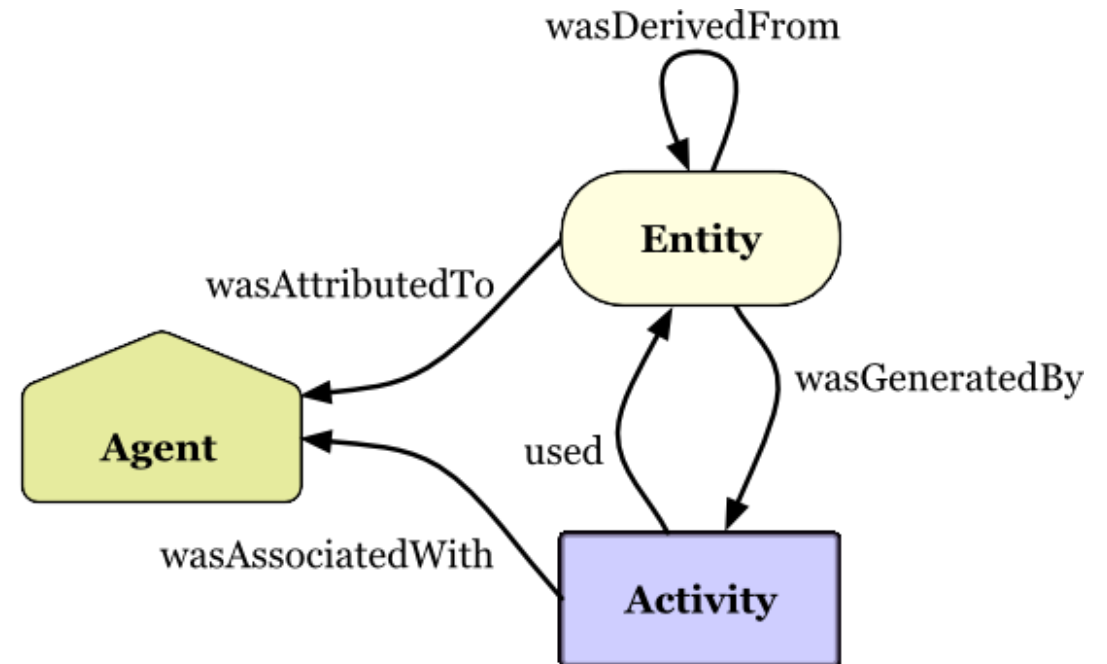 wasDerivedFrom
Entity
wasAttributedTo
wasGeneratedBy
Agent
used
wasAssociatedWith
Activity